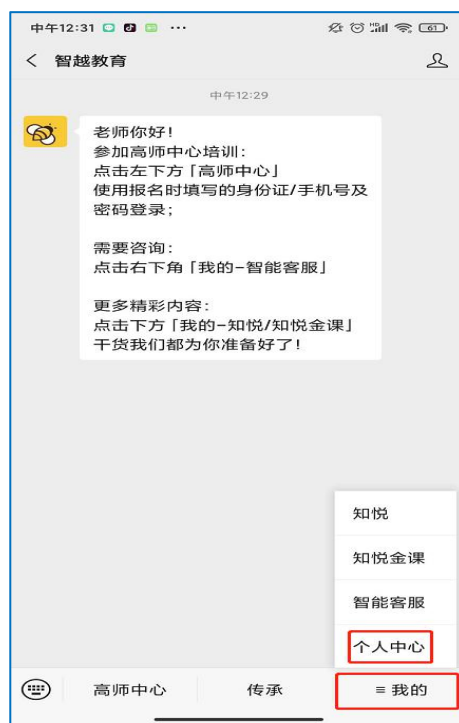 中午12:31 ...
61
智越教育
中午12:29
老师你好!
参加高师中心培训:
点击左下方「高师中心」
使用报名时填写的身份证/手机号及
密码登录;
需要咨询:
点击右下角「我的-智能客服」
更多精彩内容:
点击下方「我的-知悦/知悦金课」
干货我们都为你准备好了!
知悦
知悦金课
智能客服
个人中心
高师中心
传承
≡ 我的